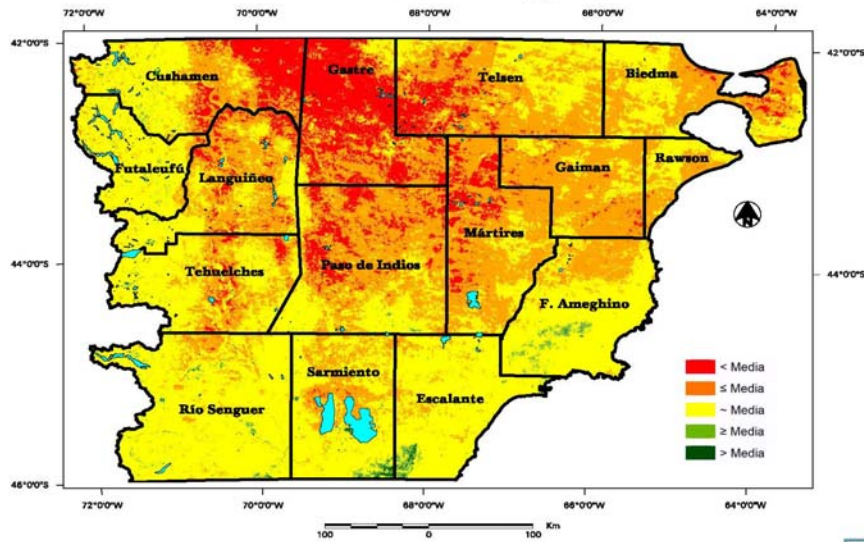 70°0'0"W 68°0'0"W 66°0'0"W 64°0'0"W
42°0'0"S 42°0'0"S
Cushamen Gastre Telsen Biedma
Futaleufú Languiñeo Gaiman Rawson
N
Mártires
44°0'0"S 44°0'0"S
Tehuelches Paso de Indios
F. Ameghino
< Media
≤ Media
~ Media
≥ Media
> Media
Río Senguer Sarmiento Escalante
46°0'0"S
72°0'0"W 70°0'0"W 68°0'0"W 66°0'0"W 64°0'0"W
Km
100 0 100